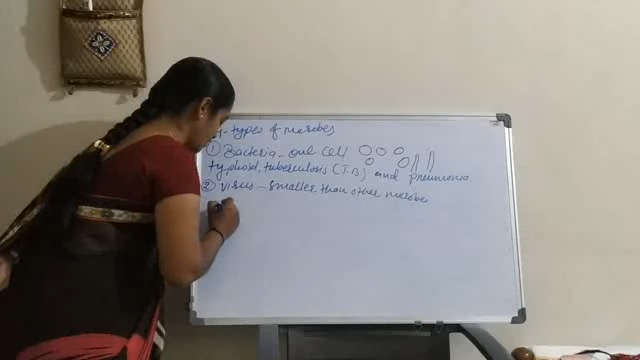 types of microbes
① Bacteria - one cell
typhoid, tuberculosis (T.B) and pneumonia.
② virus - smaller than other microbes